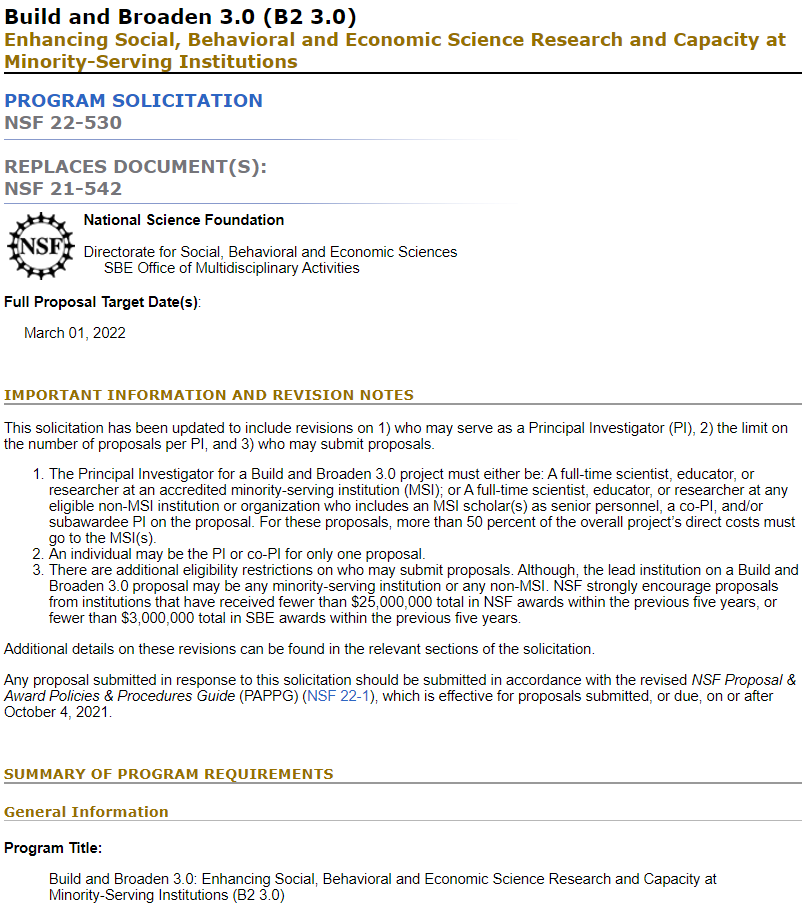 Build and Broaden 3.0 (B2 3.0)
Enhancing Social, Behavioral and Economic Science Research and Capacity at
Minority-Serving Institutions
PROGRAM SOLICITATION
NSF 22-530
REPLACES DOCUMENT(S):
NSF 21-542
NSF
National Science Foundation
Directorate for Social, Behavioral and Economic Sciences
SBE Office of Multidisciplinary Activities
Full Proposal Target Date(s):
March 01, 2022
IMPORTANT INFORMATION AND REVISION NOTES
This solicitation has been updated to include revisions on 1) who may serve as a Principal Investigator (PI), 2) the limit on
the number of proposals per PI, and 3) who may submit proposals.
1. The Principal Investigator for a Build and Broaden 3.0 project must either be: A full-time scientist, educator, or
researcher at an accredited minority-serving institution (MSI); or A full-time scientist, educator, or researcher at any
eligible non-MSI institution or organization who includes an MSI scholar(s) as senior personnel, a co-PI, and/or
subawardee PI on the proposal. For these proposals, more than 50 percent of the overall project's direct costs must
go to the MSI(s).
2. An individual may be the PI or co-PI for only one proposal.
3. There are additional eligibility restrictions on who may submit proposals. Although, the lead institution on a Build and
Broaden 3.0 proposal may be any minority-serving institution or any non-MSI. NSF strongly encourage proposals
from institutions that have received fewer than $25,000,000 total in NSF awards within the previous five years, or
fewer than $3,000,000 total in SBE awards within the previous five years.
Additional details on these revisions can be found in the relevant sections of the solicitation.
Any proposal submitted in response to this solicitation should be submitted in accordance with the revised NSF Proposal &
Award Policies & Procedures Guide (PAPPG) (NSF 22-1), which is effective for proposals submitted, or due, on or after
October 4, 2021.
SUMMARY OF PROGRAM REQUIREMENTS
General Information
Program Title:
Build and Broaden 3.0: Enhancing Social, Behavioral and Economic Science Research and Capacity at
Minority-Serving Institutions (B2 3.0)